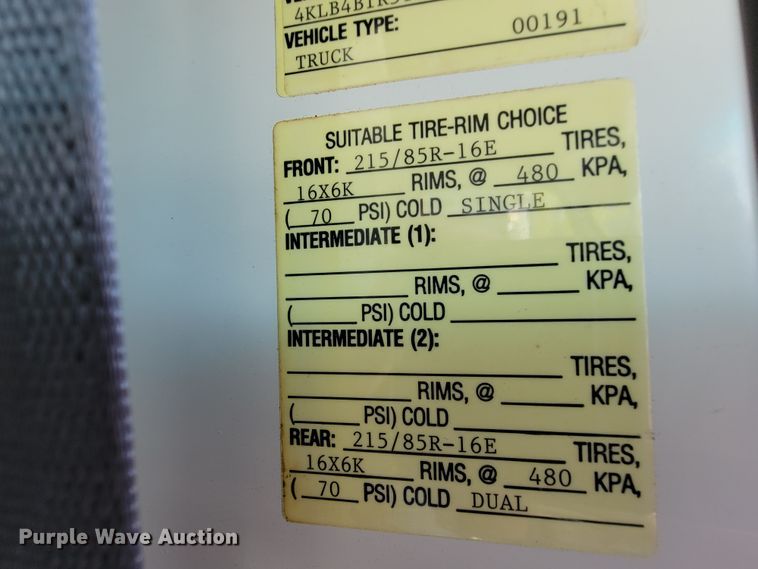 VEHICLE TYPE: 00191
TRUCK
SUITABLE TIRE-RIM CHOICE
FRONT: 215/85R-16E TIRES,
16X6K RIMS, @ 480 KPA,
( 70 PSI) COLD SINGLE
INTERMEDIATE (1):
TIRES,
RIMS, @ KPA,
( PSI) COLD
INTERMEDIATE (2):
TIRES,
RIMS, @ KPA,
( PSI) COLD
REAR: 215/85R-16E TIRES,
16X6K RIMS, @ 480 KPA,
( 70 PSI) COLD DUAL
Purple Wave Auction